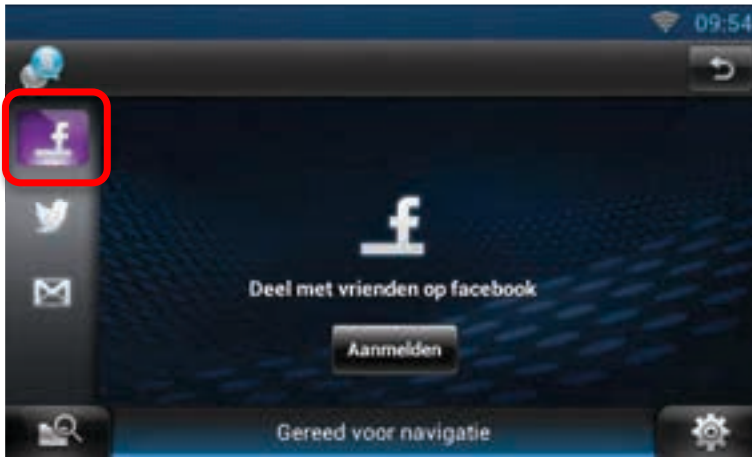 09:54
Deel met vrienden op facebook
Aanmelden
Gereed voor navigatie